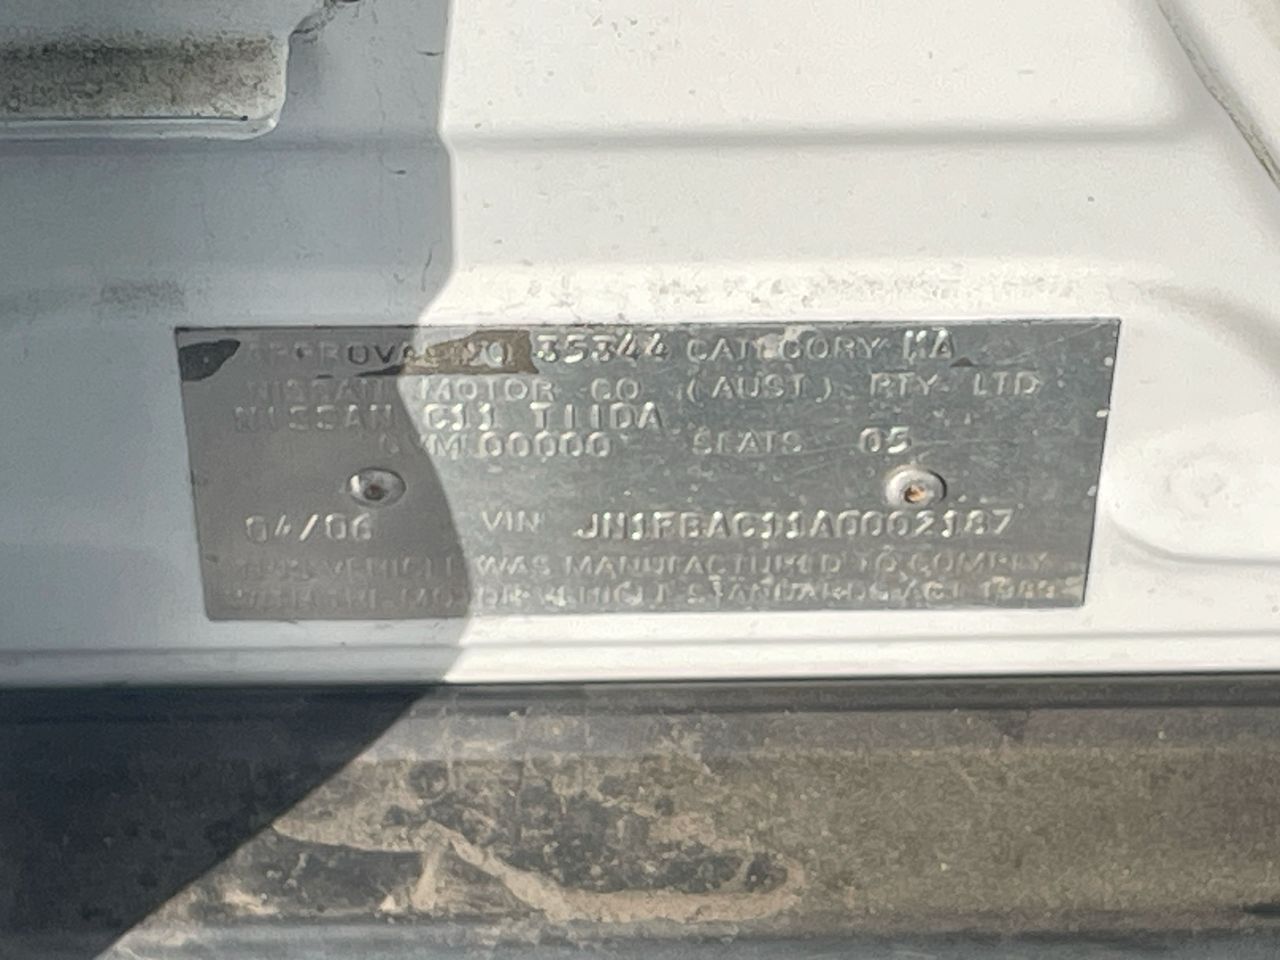 APPROVAL NO 35344 CATEGORY MA
NISSAN MOTOR CO (AUST) PTY LTD
NISSAN C11 TIIDA
GVM 00000 SEATS 05
04/06 VIN JN1FBAC11A0002187
THIS VEHICLE WAS MANUFACTURED TO COMPLY
WITH THE MOTOR VEHICLE STANDARDS ACT 1989